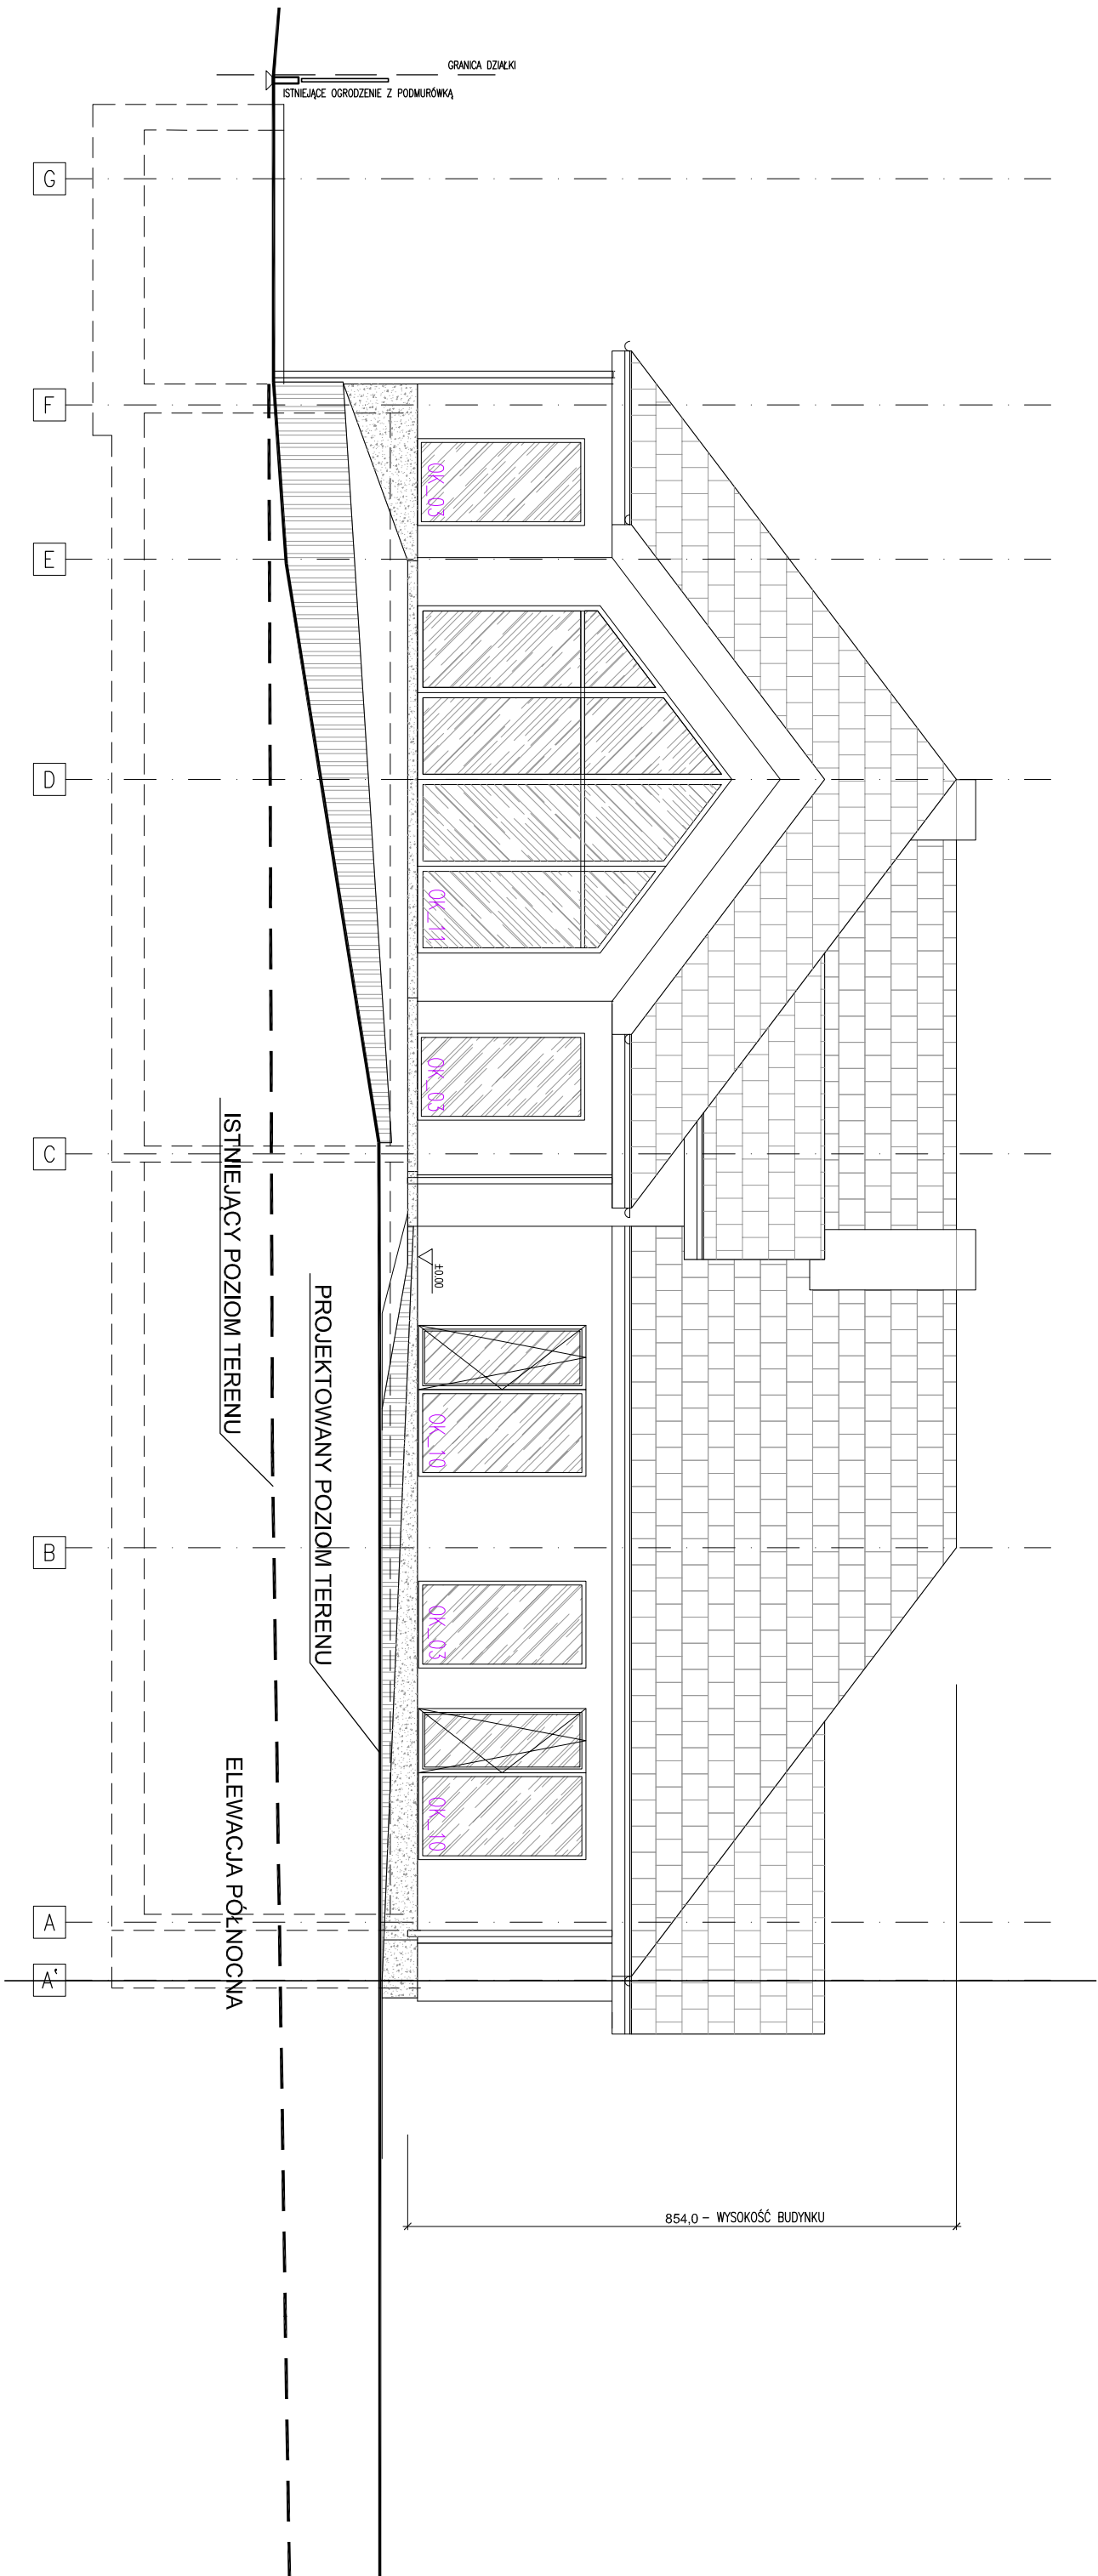 GRANICA DZIAŁKI
ISTNIEJĄCE OGRODZENIE Z PODMURÓWKĄ
G
F
E
D
C
B
A
A'
OK_03
OK_11
OK_03
±0.00
OK_10
OK_03
OK_10
ISTNIEJĄCY POZIOM TERENU
PROJEKTOWANY POZIOM TERENU
ELEWACJA PÓŁNOCNA
854,0 – WYSOKOŚĆ BUDYNKU